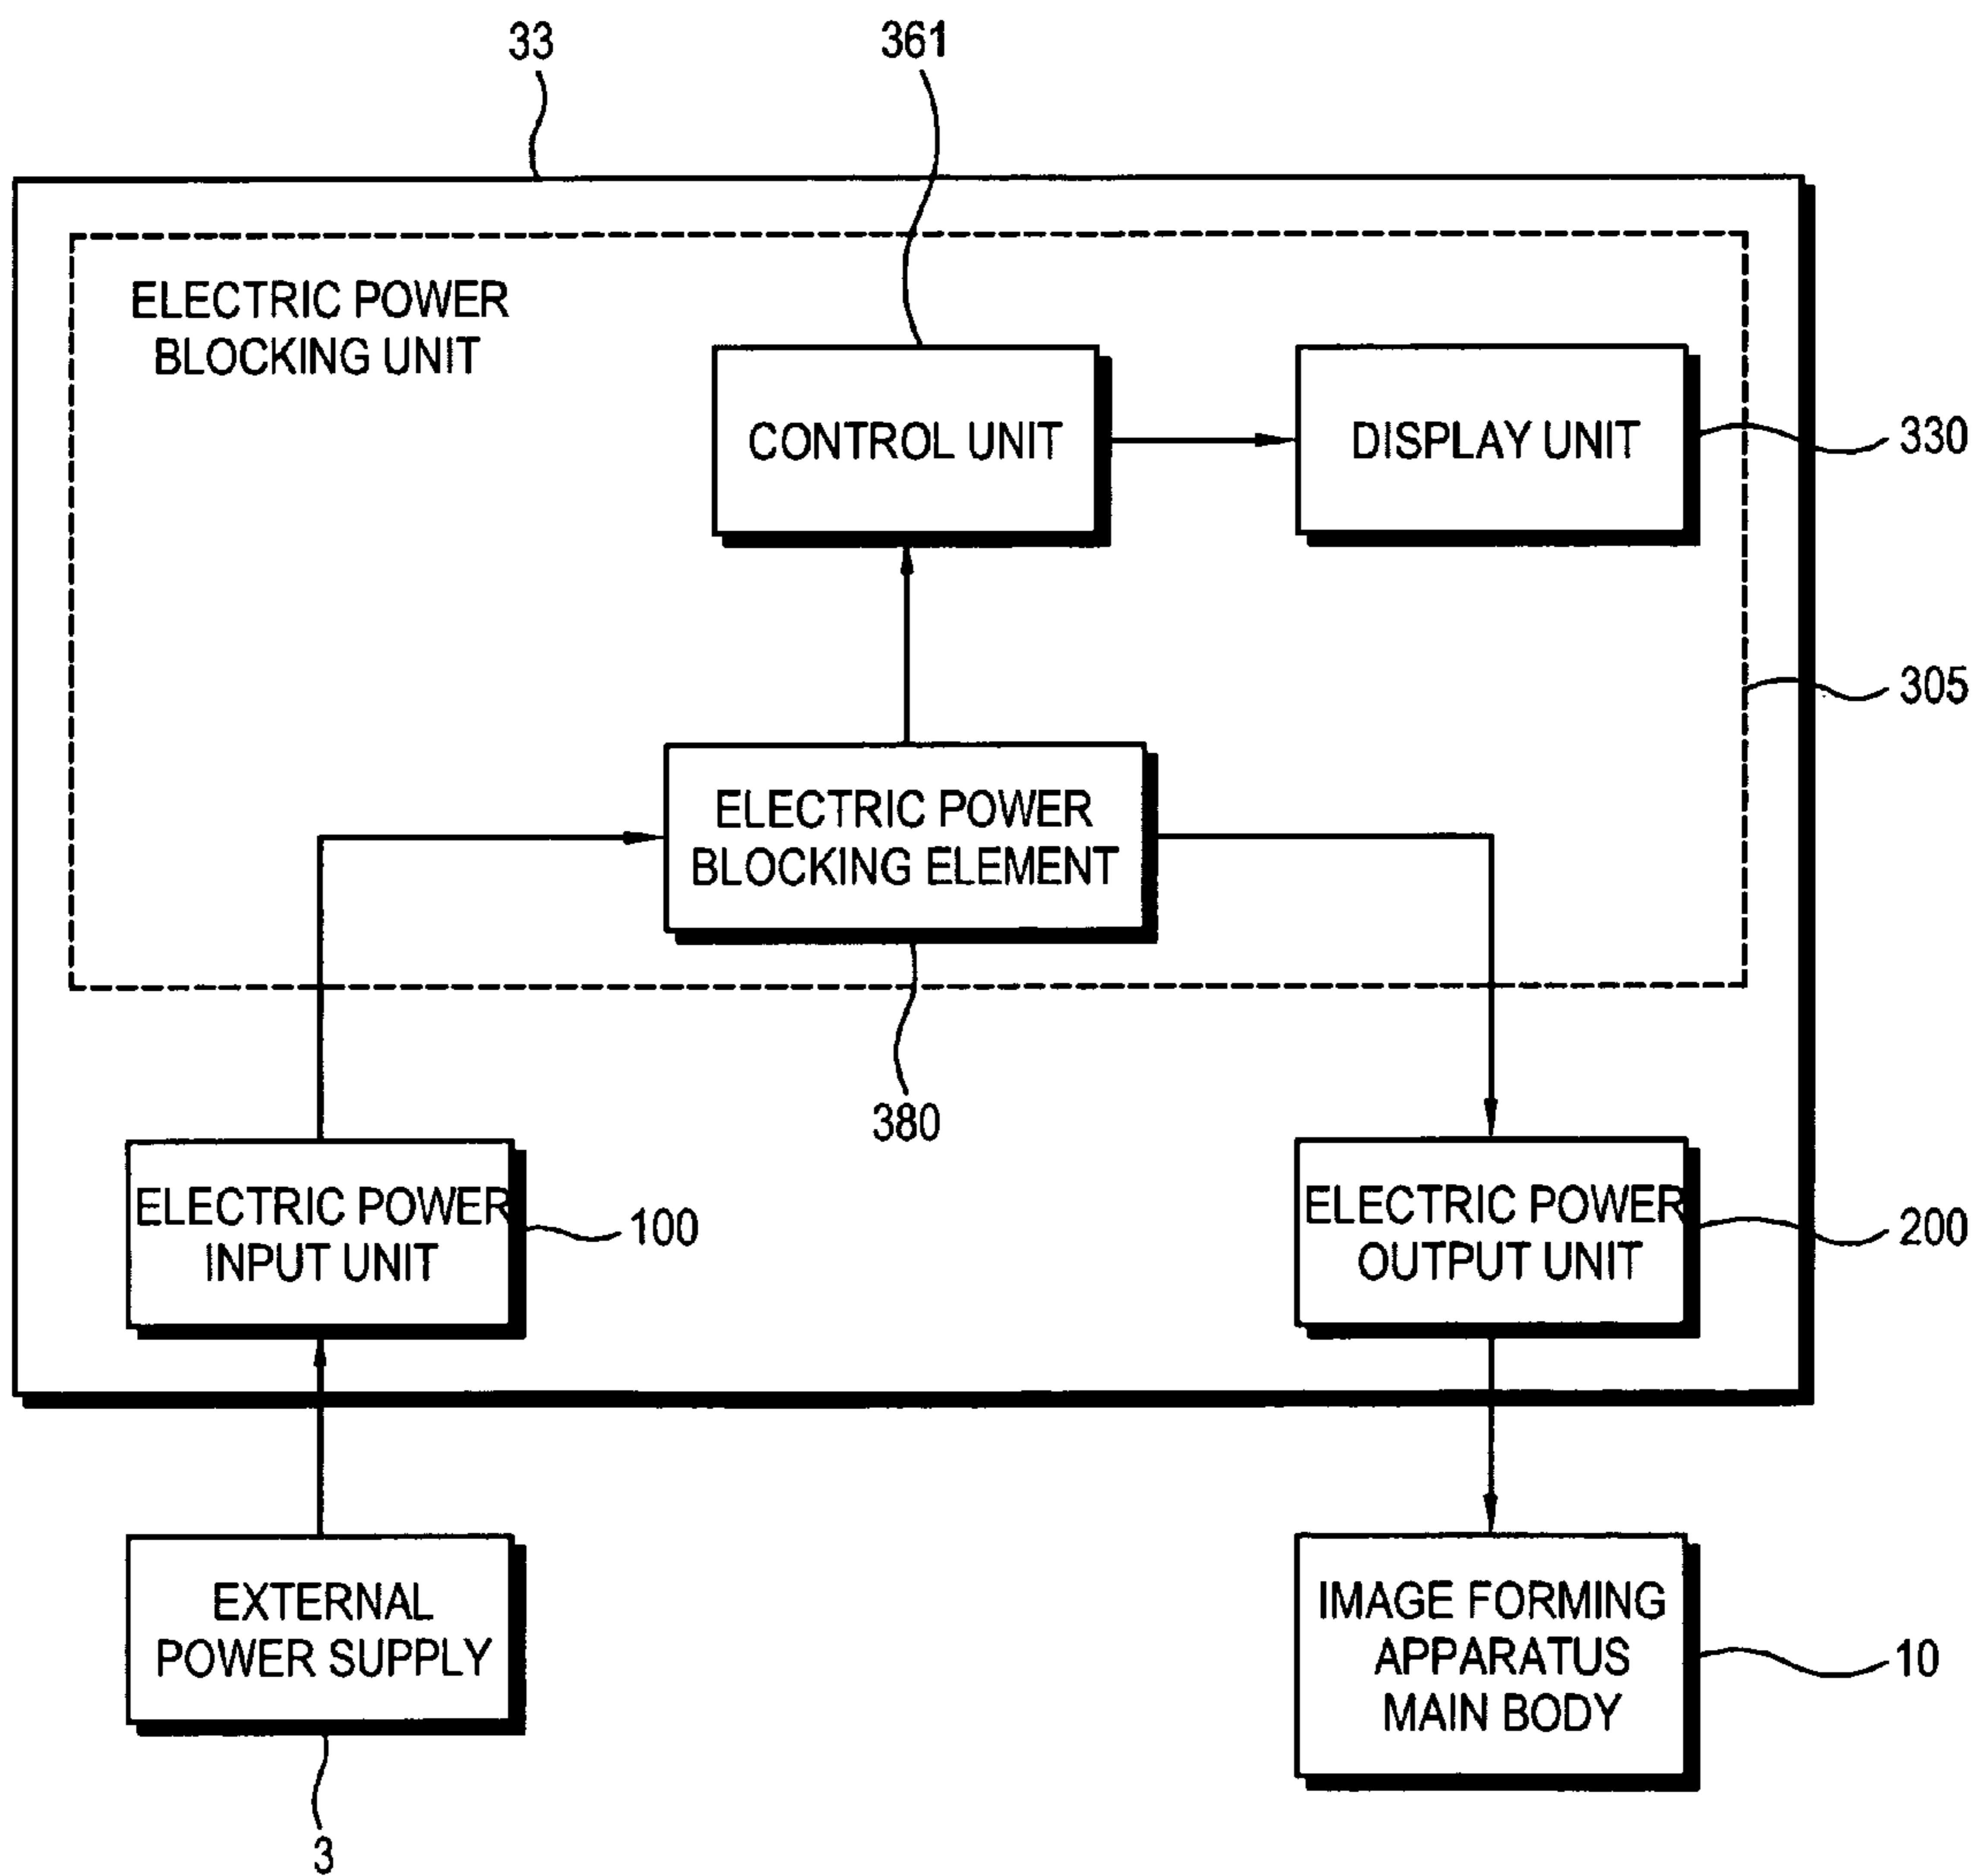 33
361
ELECTRIC POWER
BLOCKING UNIT
CONTROL UNIT
DISPLAY UNIT
330
305
ELECTRIC POWER
BLOCKING ELEMENT
380
ELECTRIC POWER
INPUT UNIT
100
ELECTRIC POWER
OUTPUT UNIT
200
EXTERNAL
POWER SUPPLY
3
IMAGE FORMING
APPARATUS
MAIN BODY
10